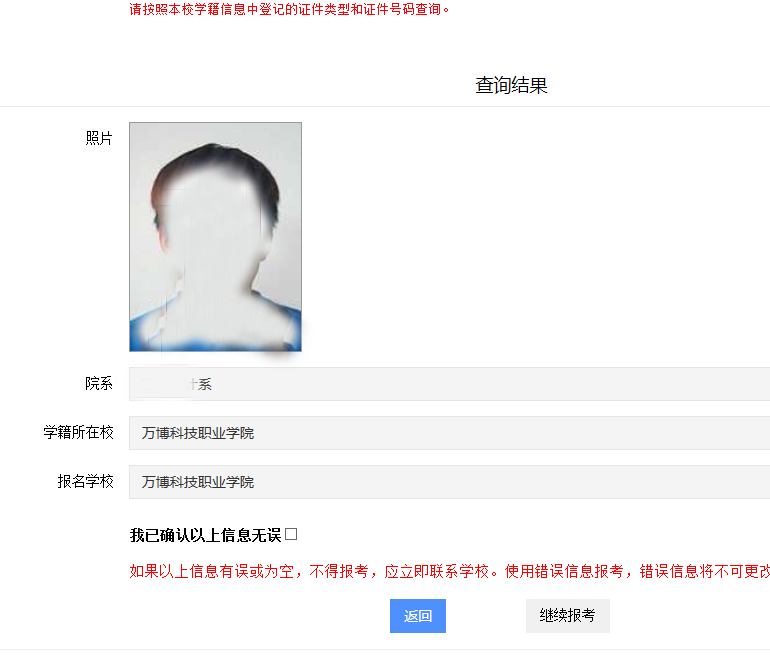 请按照本校学籍信息中登记的证件类型和证件号码查询。
查询结果
照片
院系
系
学籍所在校
万博科技职业学院
报名学校
万博科技职业学院
我已确认以上信息无误
如果以上信息有误或为空，不得报考，应立即联系学校。使用错误信息报考，错误信息将不可更改
返回
继续报考